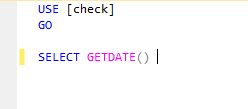 USE [check]
GO
SELECT GETDATE()